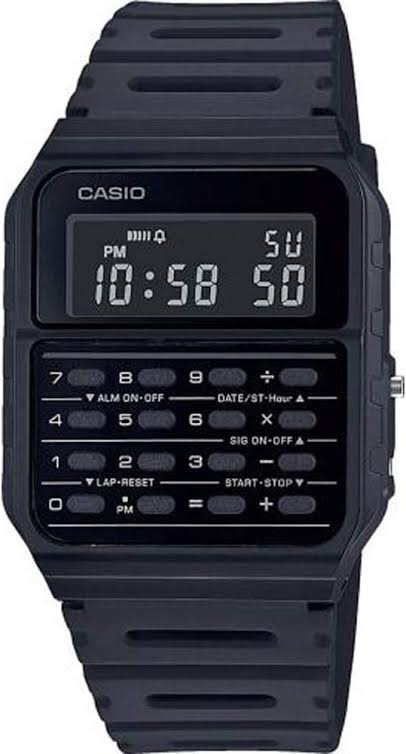 CASIO
PM SU
10:58 50
7 8 9 ÷
▼ ALM ON-OFF DATE/ST-Hour ▲
4 5 6 ×
SIG ON-OFF ▲
1 2 3 −
▼ LAP-RESET START-STOP ▼
0 . = +
PM